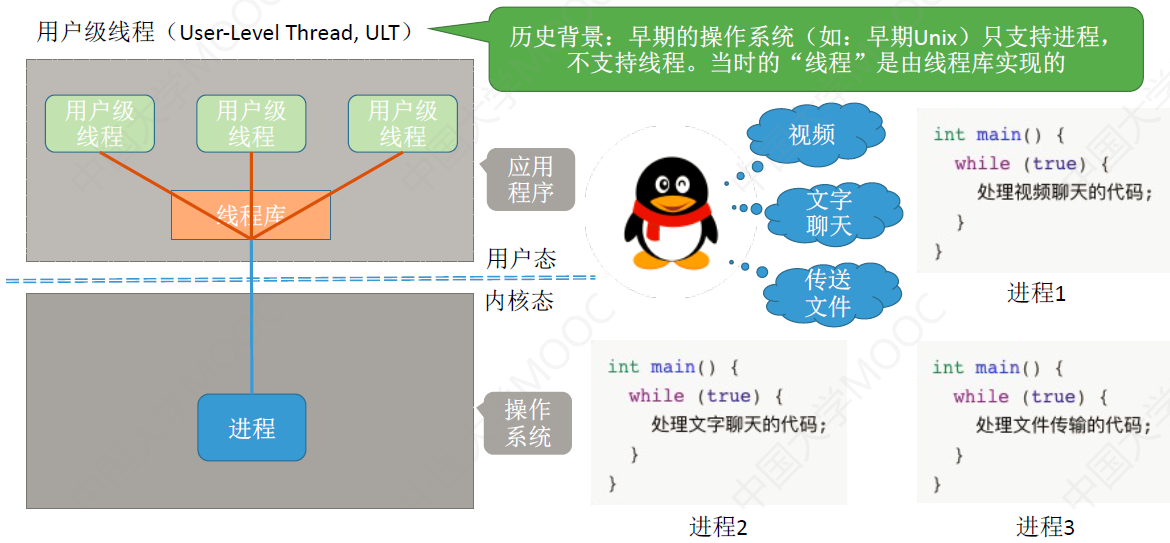 用户级线程（User-Level Thread, ULT）
历史背景：早期的操作系统（如：早期Unix）只支持进程，
不支持线程。当时的“线程”是由线程库实现的
用户级
线程
用户级
线程
用户级
线程
线程库
应用
程序
用户态
内核态
进程
操作
系统
视频
文字
聊天
传送
文件
int main() {
while (true) {
处理视频聊天的代码;
}
}
进程1
int main() {
while (true) {
处理文字聊天的代码;
}
}
进程2
int main() {
while (true) {
处理文件传输的代码;
}
}
进程3
中国大学MOOC